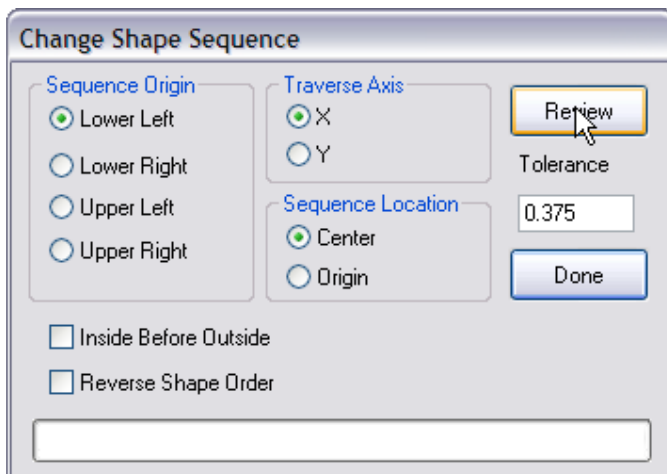 Change Shape Sequence
Sequence Origin
Lower Left
Lower Right
Upper Left
Upper Right
Traverse Axis
X
Y
Sequence Location
Center
Origin
Review
Tolerance
0.375
Done
Inside Before Outside
Reverse Shape Order